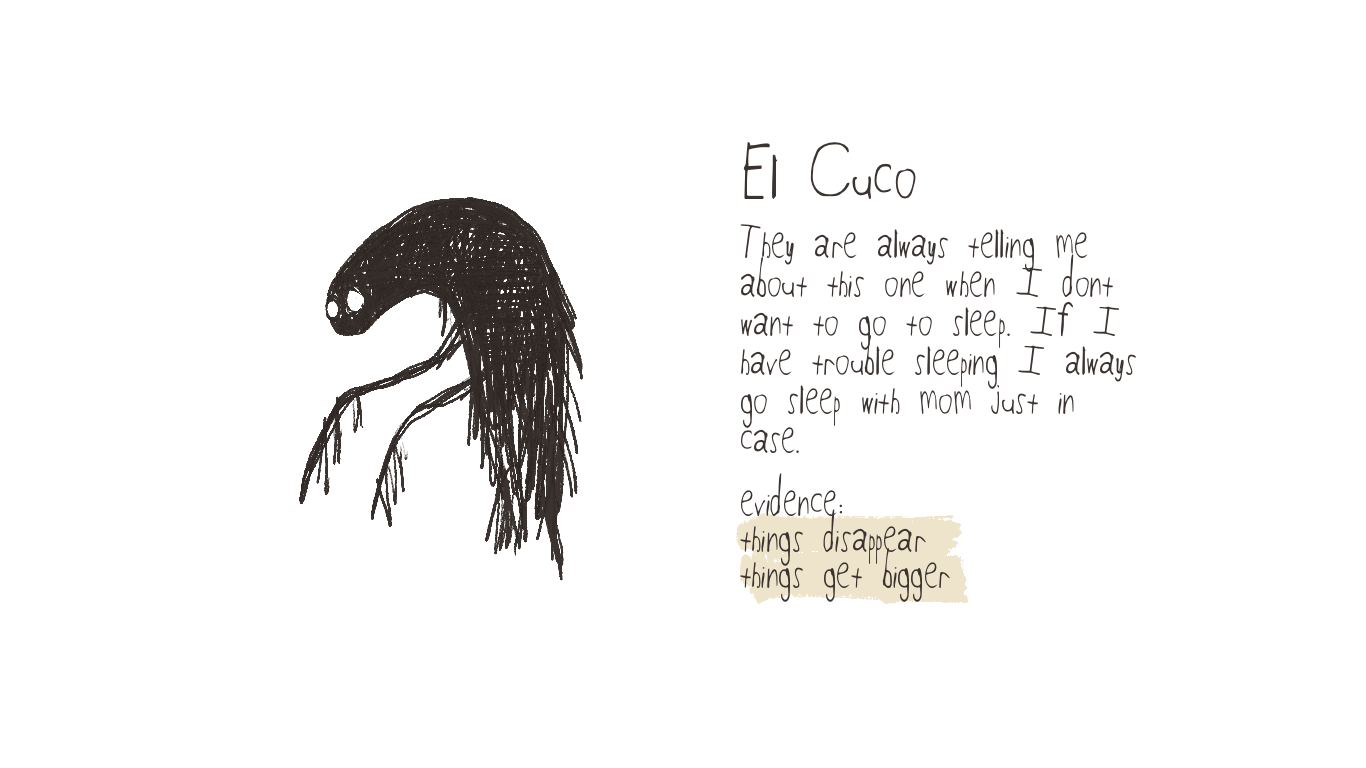 El Cuco
They are always telling me
about this one when I dont
want to go to sleep. If I
have trouble sleeping I always
go sleep with mom just in
case.
evidence:
things disappear
things get bigger